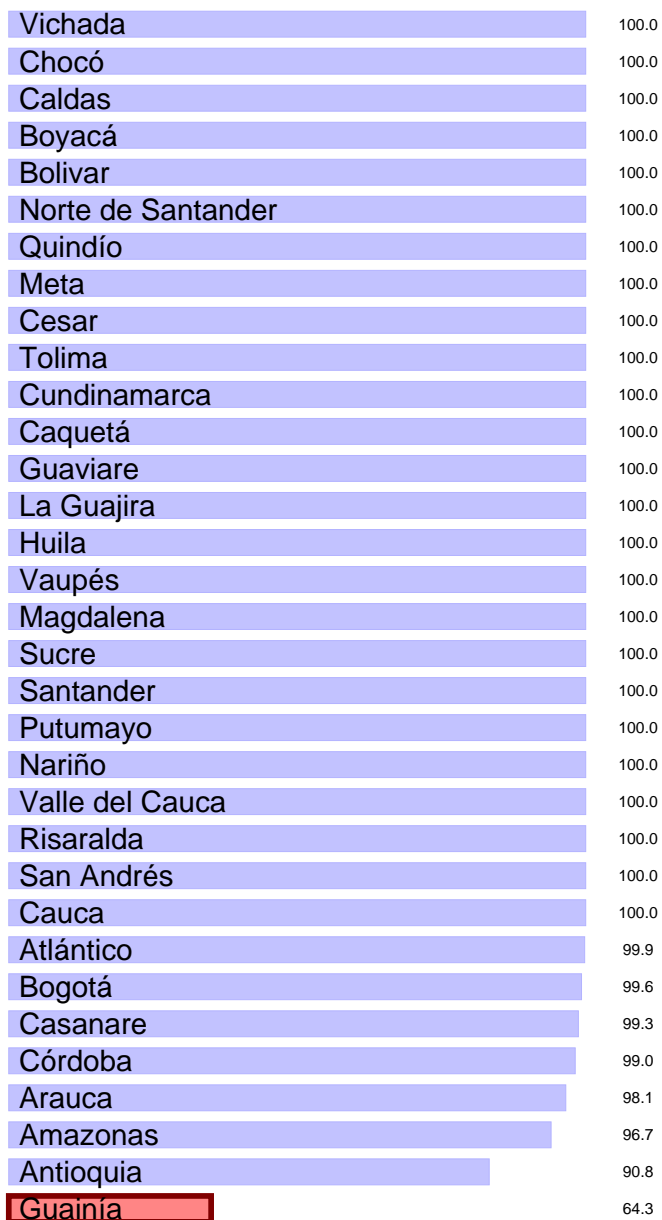 Vichada 100.0
Chocó 100.0
Caldas 100.0
Boyacá 100.0
Bolivar 100.0
Norte de Santander 100.0
Quindío 100.0
Meta 100.0
Cesar 100.0
Tolima 100.0
Cundinamarca 100.0
Caquetá 100.0
Guaviare 100.0
La Guajira 100.0
Huila 100.0
Vaupés 100.0
Magdalena 100.0
Sucre 100.0
Santander 100.0
Putumayo 100.0
Nariño 100.0
Valle del Cauca 100.0
Risaralda 100.0
San Andrés 100.0
Cauca 100.0
Atlántico 99.9
Bogotá 99.6
Casanare 99.3
Córdoba 99.0
Arauca 98.1
Amazonas 96.7
Antioquia 90.8
Guainía 64.3